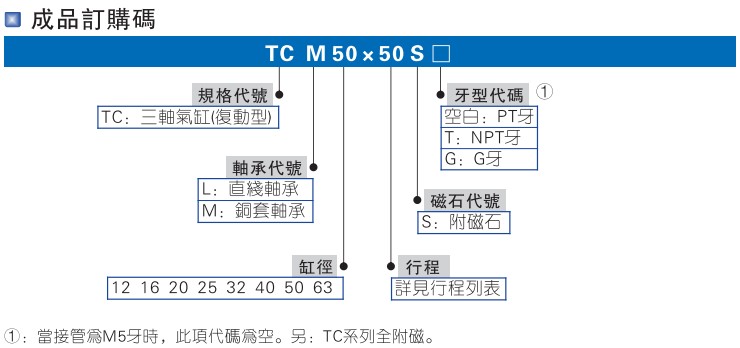 成品訂購碼
TC M 50 × 50 S □
規格代號
TC：三軸氣缸(復動型)
牙型代碼 ①
空白：PT牙
T：NPT牙
G：G牙
軸承代號
L：直綫軸承
M：銅套軸承
磁石代號
S：附磁石
缸徑
12 16 20 25 32 40 50 63
行程
詳見行程列表
①：當接管爲M5牙時，此項代碼爲空。另：TC系列全附磁。